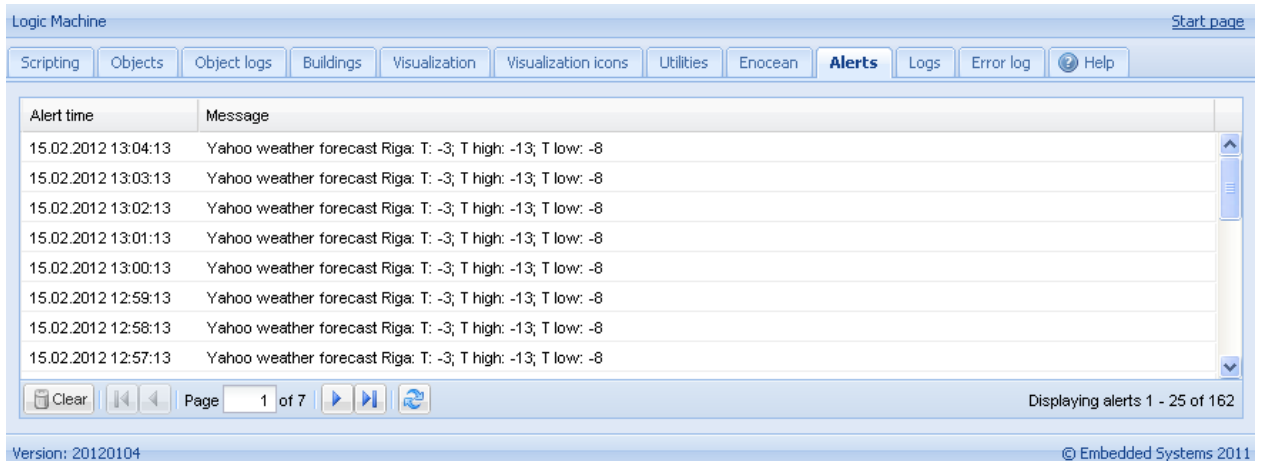 Logic Machine Start page
Scripting Objects Object logs Buildings Visualization Visualization icons Utilities Enocean Alerts Logs Error log Help
Alert time Message
15.02.2012 13:04:13 Yahoo weather forecast Riga: T: -3; T high: -13; T low: -8
15.02.2012 13:03:13 Yahoo weather forecast Riga: T: -3; T high: -13; T low: -8
15.02.2012 13:02:13 Yahoo weather forecast Riga: T: -3; T high: -13; T low: -8
15.02.2012 13:01:13 Yahoo weather forecast Riga: T: -3; T high: -13; T low: -8
15.02.2012 13:00:13 Yahoo weather forecast Riga: T: -3; T high: -13; T low: -8
15.02.2012 12:59:13 Yahoo weather forecast Riga: T: -3; T high: -13; T low: -8
15.02.2012 12:58:13 Yahoo weather forecast Riga: T: -3; T high: -13; T low: -8
15.02.2012 12:57:13 Yahoo weather forecast Riga: T: -3; T high: -13; T low: -8
Clear Page 1 of 7 Displaying alerts 1 - 25 of 162
Version: 20120104 © Embedded Systems 2011